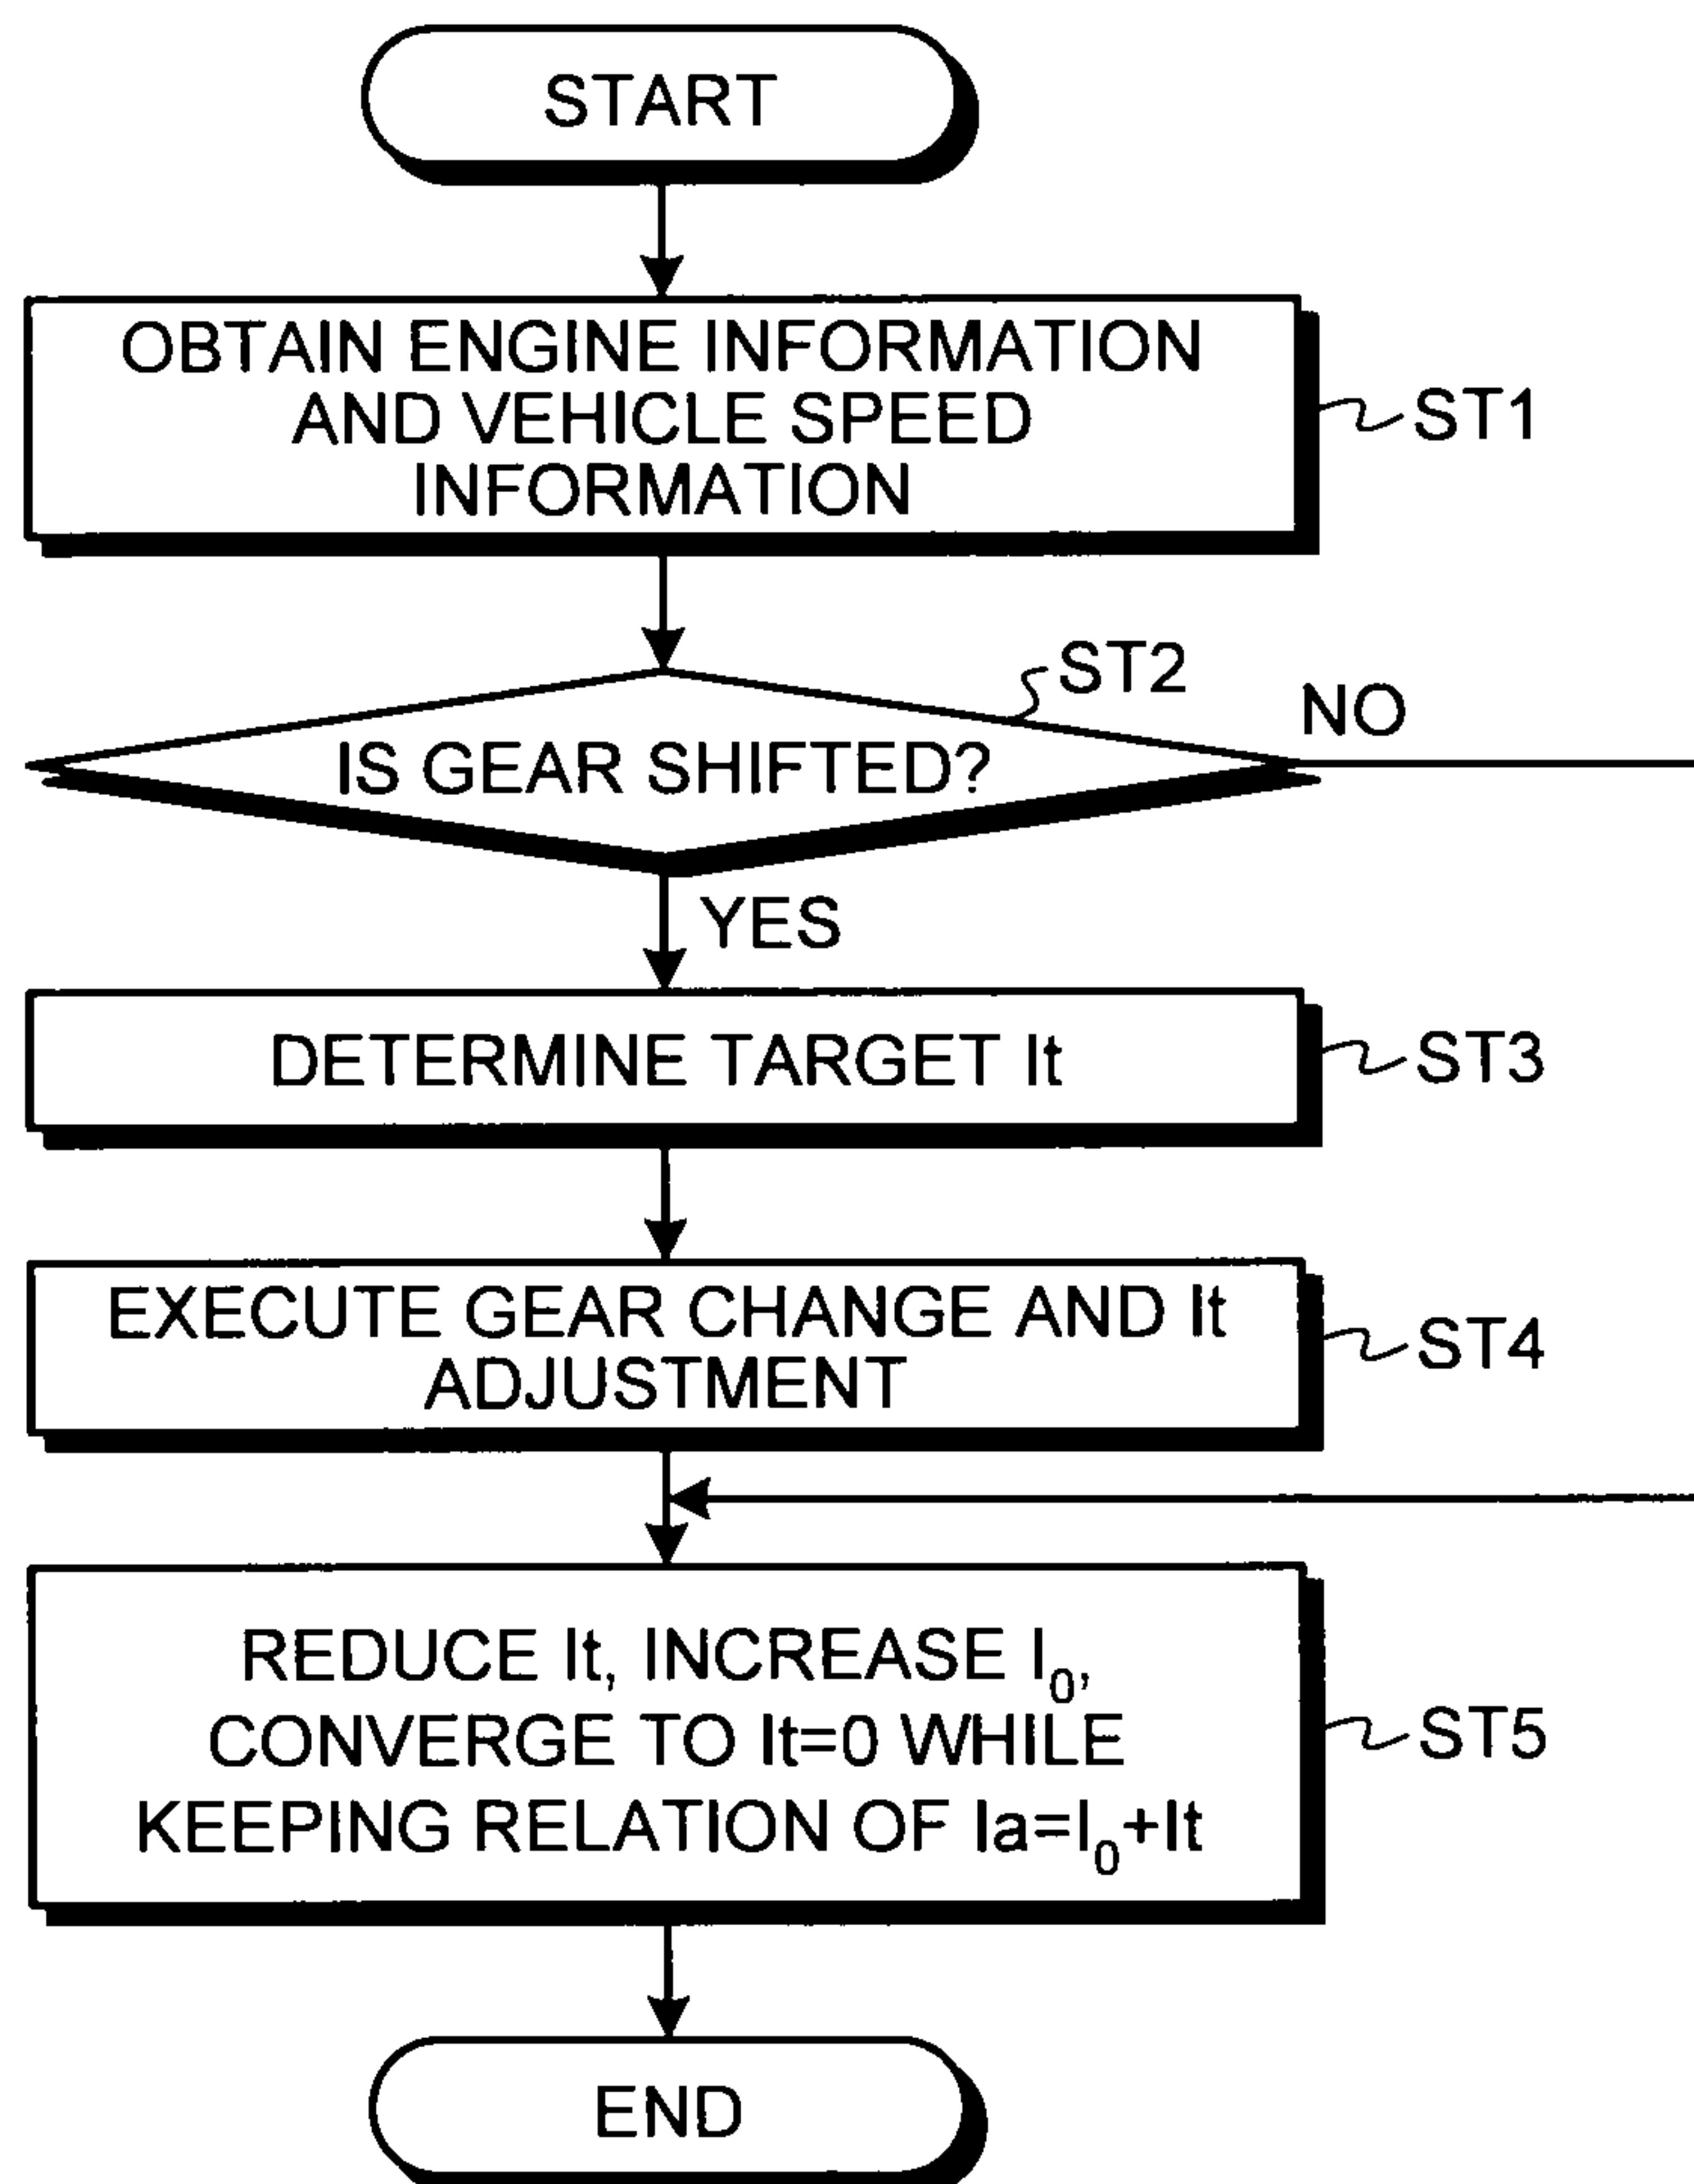 START
OBTAIN ENGINE INFORMATION
AND VEHICLE SPEED
INFORMATION
ST1
ST2
NO
IS GEAR SHIFTED?
YES
DETERMINE TARGET It
ST3
EXECUTE GEAR CHANGE AND It
ADJUSTMENT
ST4
REDUCE It, INCREASE I₀,
CONVERGE TO It=0 WHILE
KEEPING RELATION OF Ia=I₀+It
ST5
END